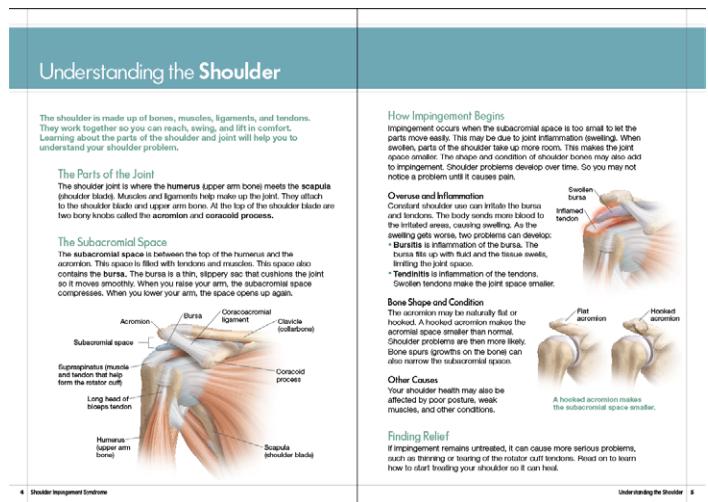 Understanding the Shoulder
The shoulder is made up of bones, muscles, ligaments, and tendons.
They work together so you can reach, swing, and lift in comfort.
Learning about the parts of the shoulder and joint will help you to
understand your shoulder problem.
The Parts of the Joint
The shoulder joint is where the humerus (upper arm bone) meets the scapula
(shoulder blade). Muscles and ligaments help make up the joint. They attach
to the shoulder blade and upper arm bone. At the top of the shoulder blade are
two bony knobs called the acromion and coracoid process.
The Subacromial Space
The subacromial space is between the top of the humerus and the
acromion. This space is filled with tendons and muscles. This space also
contains the bursa. The bursa is a thin, slippery sac that cushions the joint
so it moves smoothly. When you raise your arm, the subacromial space
compresses. When you lower your arm, the space opens up again.
Acromion
Bursa
Coracoacromial
ligament
Clavicle
(collarbone)
Subacromial space
Supraspinatus (muscle
and tendon that help
form the rotator cuff)
Coracoid
process
Long head of
biceps tendon
Humerus
(upper arm
bone)
Scapula
(shoulder blade)
4 Shoulder Impingement Syndrome
How Impingement Begins
Impingement occurs when the subacromial space is too small to let the
parts move easily. This may be due to joint inflammation (swelling). When
swollen, parts of the shoulder take up more room. This makes the joint
space smaller. The shape and condition of shoulder bones may also add
to impingement. Shoulder problems develop over time. So you may not
notice a problem until it causes pain.
Overuse and Inflammation
Constant shoulder use can irritate the bursa
and tendons. The body sends more blood to
the irritated areas, causing swelling. As the
swelling gets worse, two problems can develop:
• Bursitis is inflammation of the bursa. The
bursa fills up with fluid and the tissue swells,
limiting the joint space.
• Tendinitis is inflammation of the tendons.
Swollen tendons make the joint space smaller.
Swollen
bursa
Inflamed
tendon
Bone Shape and Condition
The acromion may be naturally flat or
hooked. A hooked acromion makes the
acromial space smaller than normal.
Shoulder problems are then more likely.
Bone spurs (growths on the bone) can
also narrow the subacromial space.
Flat
acromion
Hooked
acromion
A hooked acromion makes
the subacromial space smaller.
Other Causes
Your shoulder health may also be
affected by poor posture, weak
muscles, and other conditions.
Finding Relief
If impingement remains untreated, it can cause more serious problems,
such as thinning or tearing of the rotator cuff tendons. Read on to learn
how to start treating your shoulder so it can heal.
Understanding the Shoulder 5